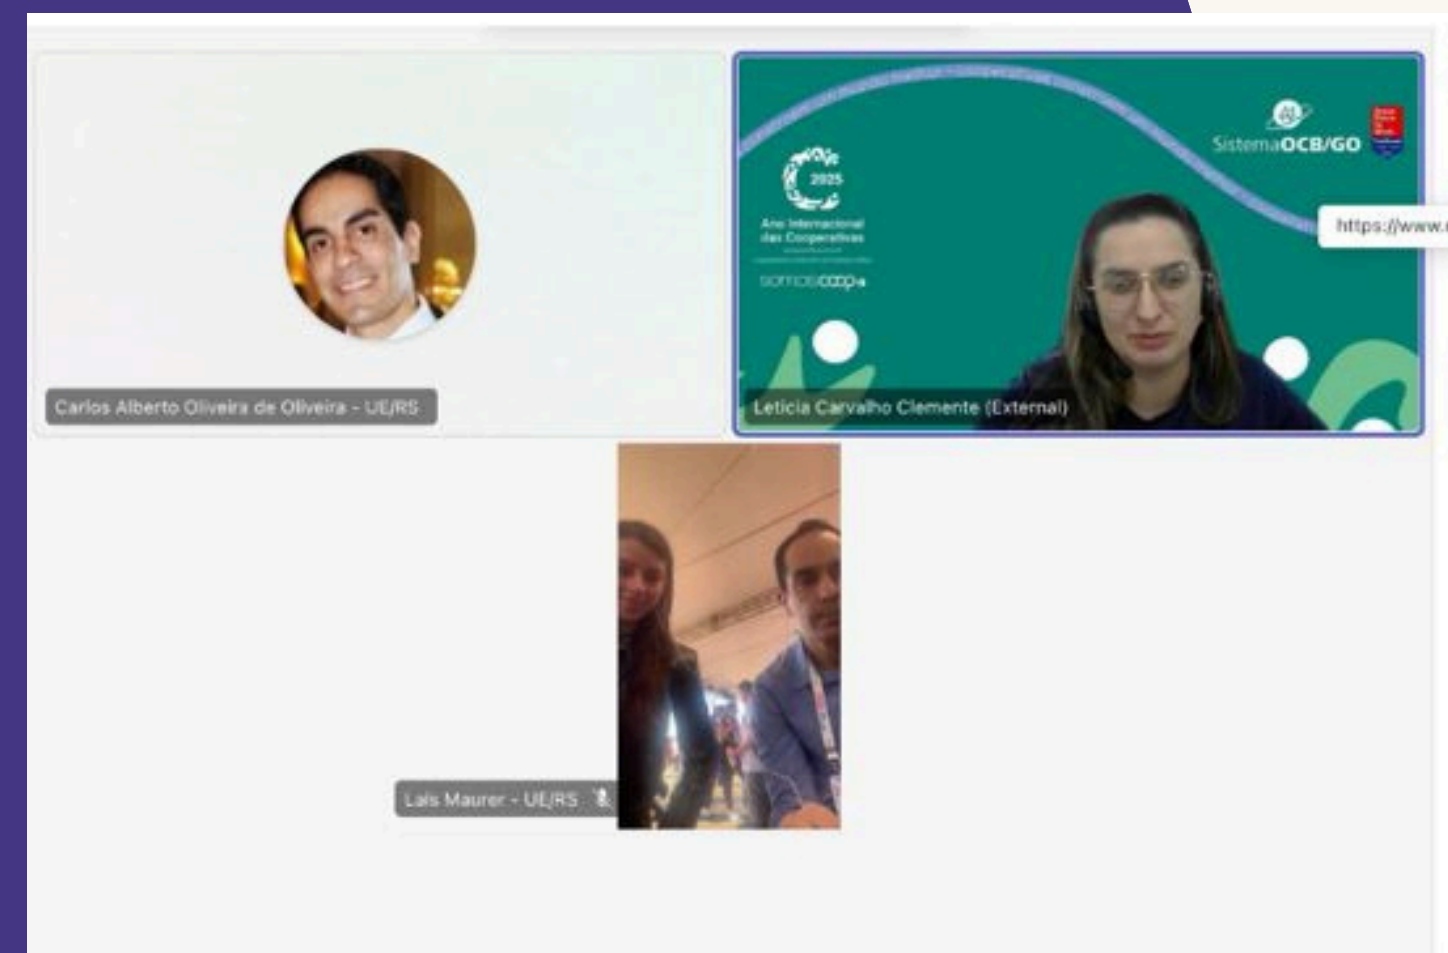 2025
Ano Internacional
das Cooperativas
somoscoop
SistemaOCB/GO
https://www.
Carlos Alberto Oliveira de Oliveira - UE/RS
Leticia Carvalho Clemente (External)
Laís Maurer - UE/RS